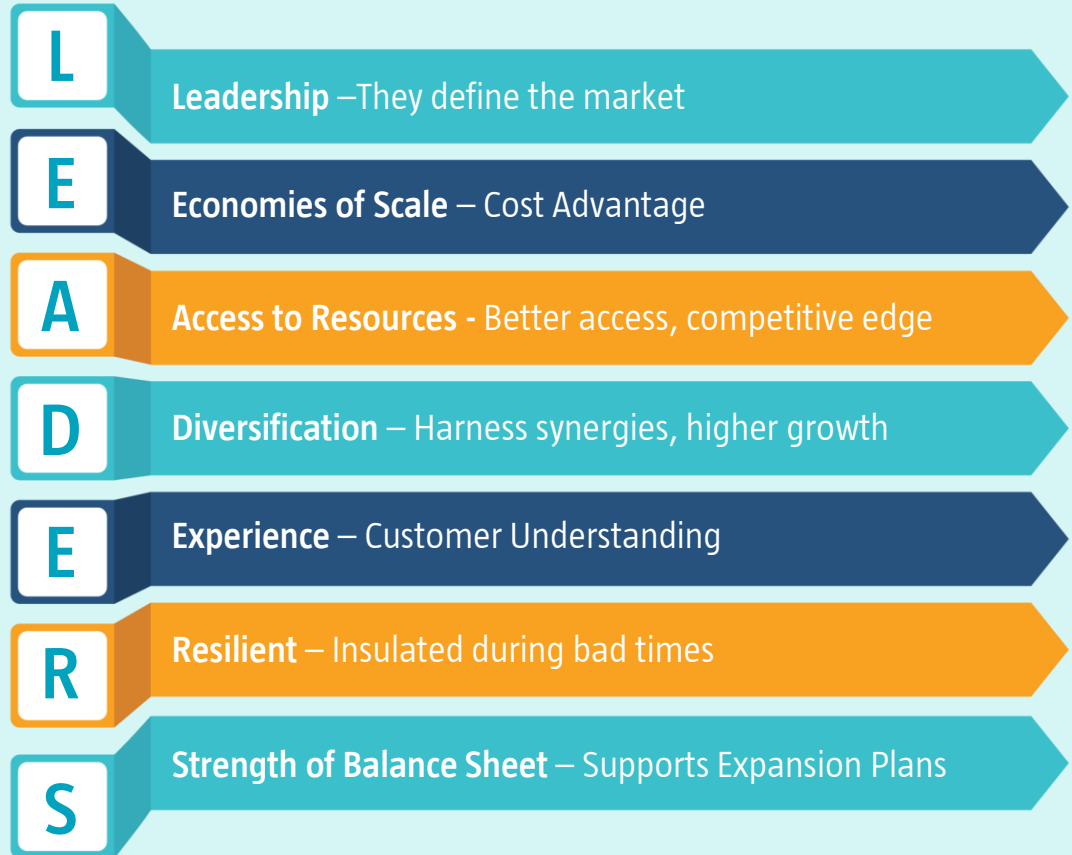 L
Leadership –They define the market
E
Economies of Scale – Cost Advantage
A
Access to Resources - Better access, competitive edge
D
Diversification – Harness synergies, higher growth
E
Experience – Customer Understanding
R
Resilient – Insulated during bad times
S
Strength of Balance Sheet – Supports Expansion Plans